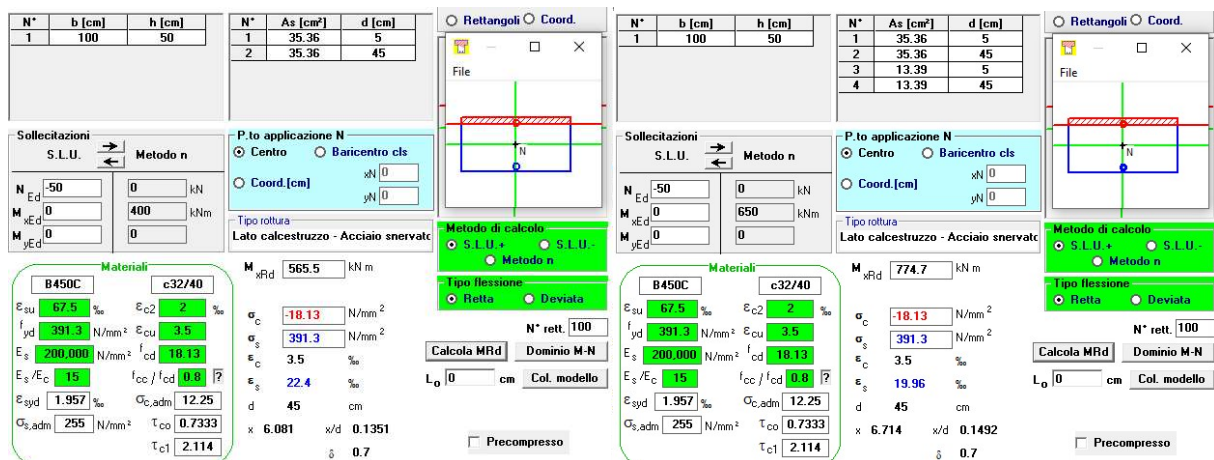 N° b [cm] h [cm]
1 100 50
N° As [cm²] d [cm]
1 35.36 5
2 35.36 45
Rettangoli Coord.
File
N
Sollecitazioni
S.L.U. Metodo n
N Ed -50 0 kN
M xEd 0 400 kNm
M yEd 0 0
P.to applicazione N
Centro Baricentro cls
Coord.[cm] xN 0
yN 0
Tipo rottura
Lato calcestruzzo - Acciaio snervato
Metodo di calcolo
S.L.U.+ S.L.U.-
Metodo n
Tipo flessione
Retta Deviata
Materiali
B450C c32/40
εsu 67.5 ‰ εc2 2 ‰
fyd 391.3 N/mm² εcu 3.5
Es 200,000 N/mm² fcd 18.13
Es/Ec 15 fcc / fcd 0.8 ?
εsyd 1.957 ‰ σc,adm 12.25
σs,adm 255 N/mm² τco 0.7333
τc1 2.114
M xRd 565.5 kN m
σc -18.13 N/mm²
σs 391.3 N/mm²
εc 3.5 ‰
εs 22.4 ‰
d 45 cm
x 6.081 x/d 0.1351
δ 0.7
N° rett. 100
Calcola MRd Dominio M-N
Lo 0 cm Col. modello
Precompresso
N° b [cm] h [cm]
1 100 50
N° As [cm²] d [cm]
1 35.36 5
2 35.36 45
3 13.39 5
4 13.39 45
Rettangoli Coord.
File
N
Sollecitazioni
S.L.U. Metodo n
N Ed -50 0 kN
M xEd 0 650 kNm
M yEd 0 0
P.to applicazione N
Centro Baricentro cls
Coord.[cm] xN 0
yN 0
Tipo rottura
Lato calcestruzzo - Acciaio snervato
Metodo di calcolo
S.L.U.+ S.L.U.-
Metodo n
Tipo flessione
Retta Deviata
Materiali
B450C c32/40
εsu 67.5 ‰ εc2 2 ‰
fyd 391.3 N/mm² εcu 3.5
Es 200,000 N/mm² fcd 18.13
Es/Ec 15 fcc / fcd 0.8 ?
εsyd 1.957 ‰ σc,adm 12.25
σs,adm 255 N/mm² τco 0.7333
τc1 2.114
M xRd 774.7 kN m
σc -18.13 N/mm²
σs 391.3 N/mm²
εc 3.5 ‰
εs 19.96 ‰
d 45 cm
x 6.714 x/d 0.1492
δ 0.7
N° rett. 100
Calcola MRd Dominio M-N
Lo 0 cm Col. modello
Precompresso